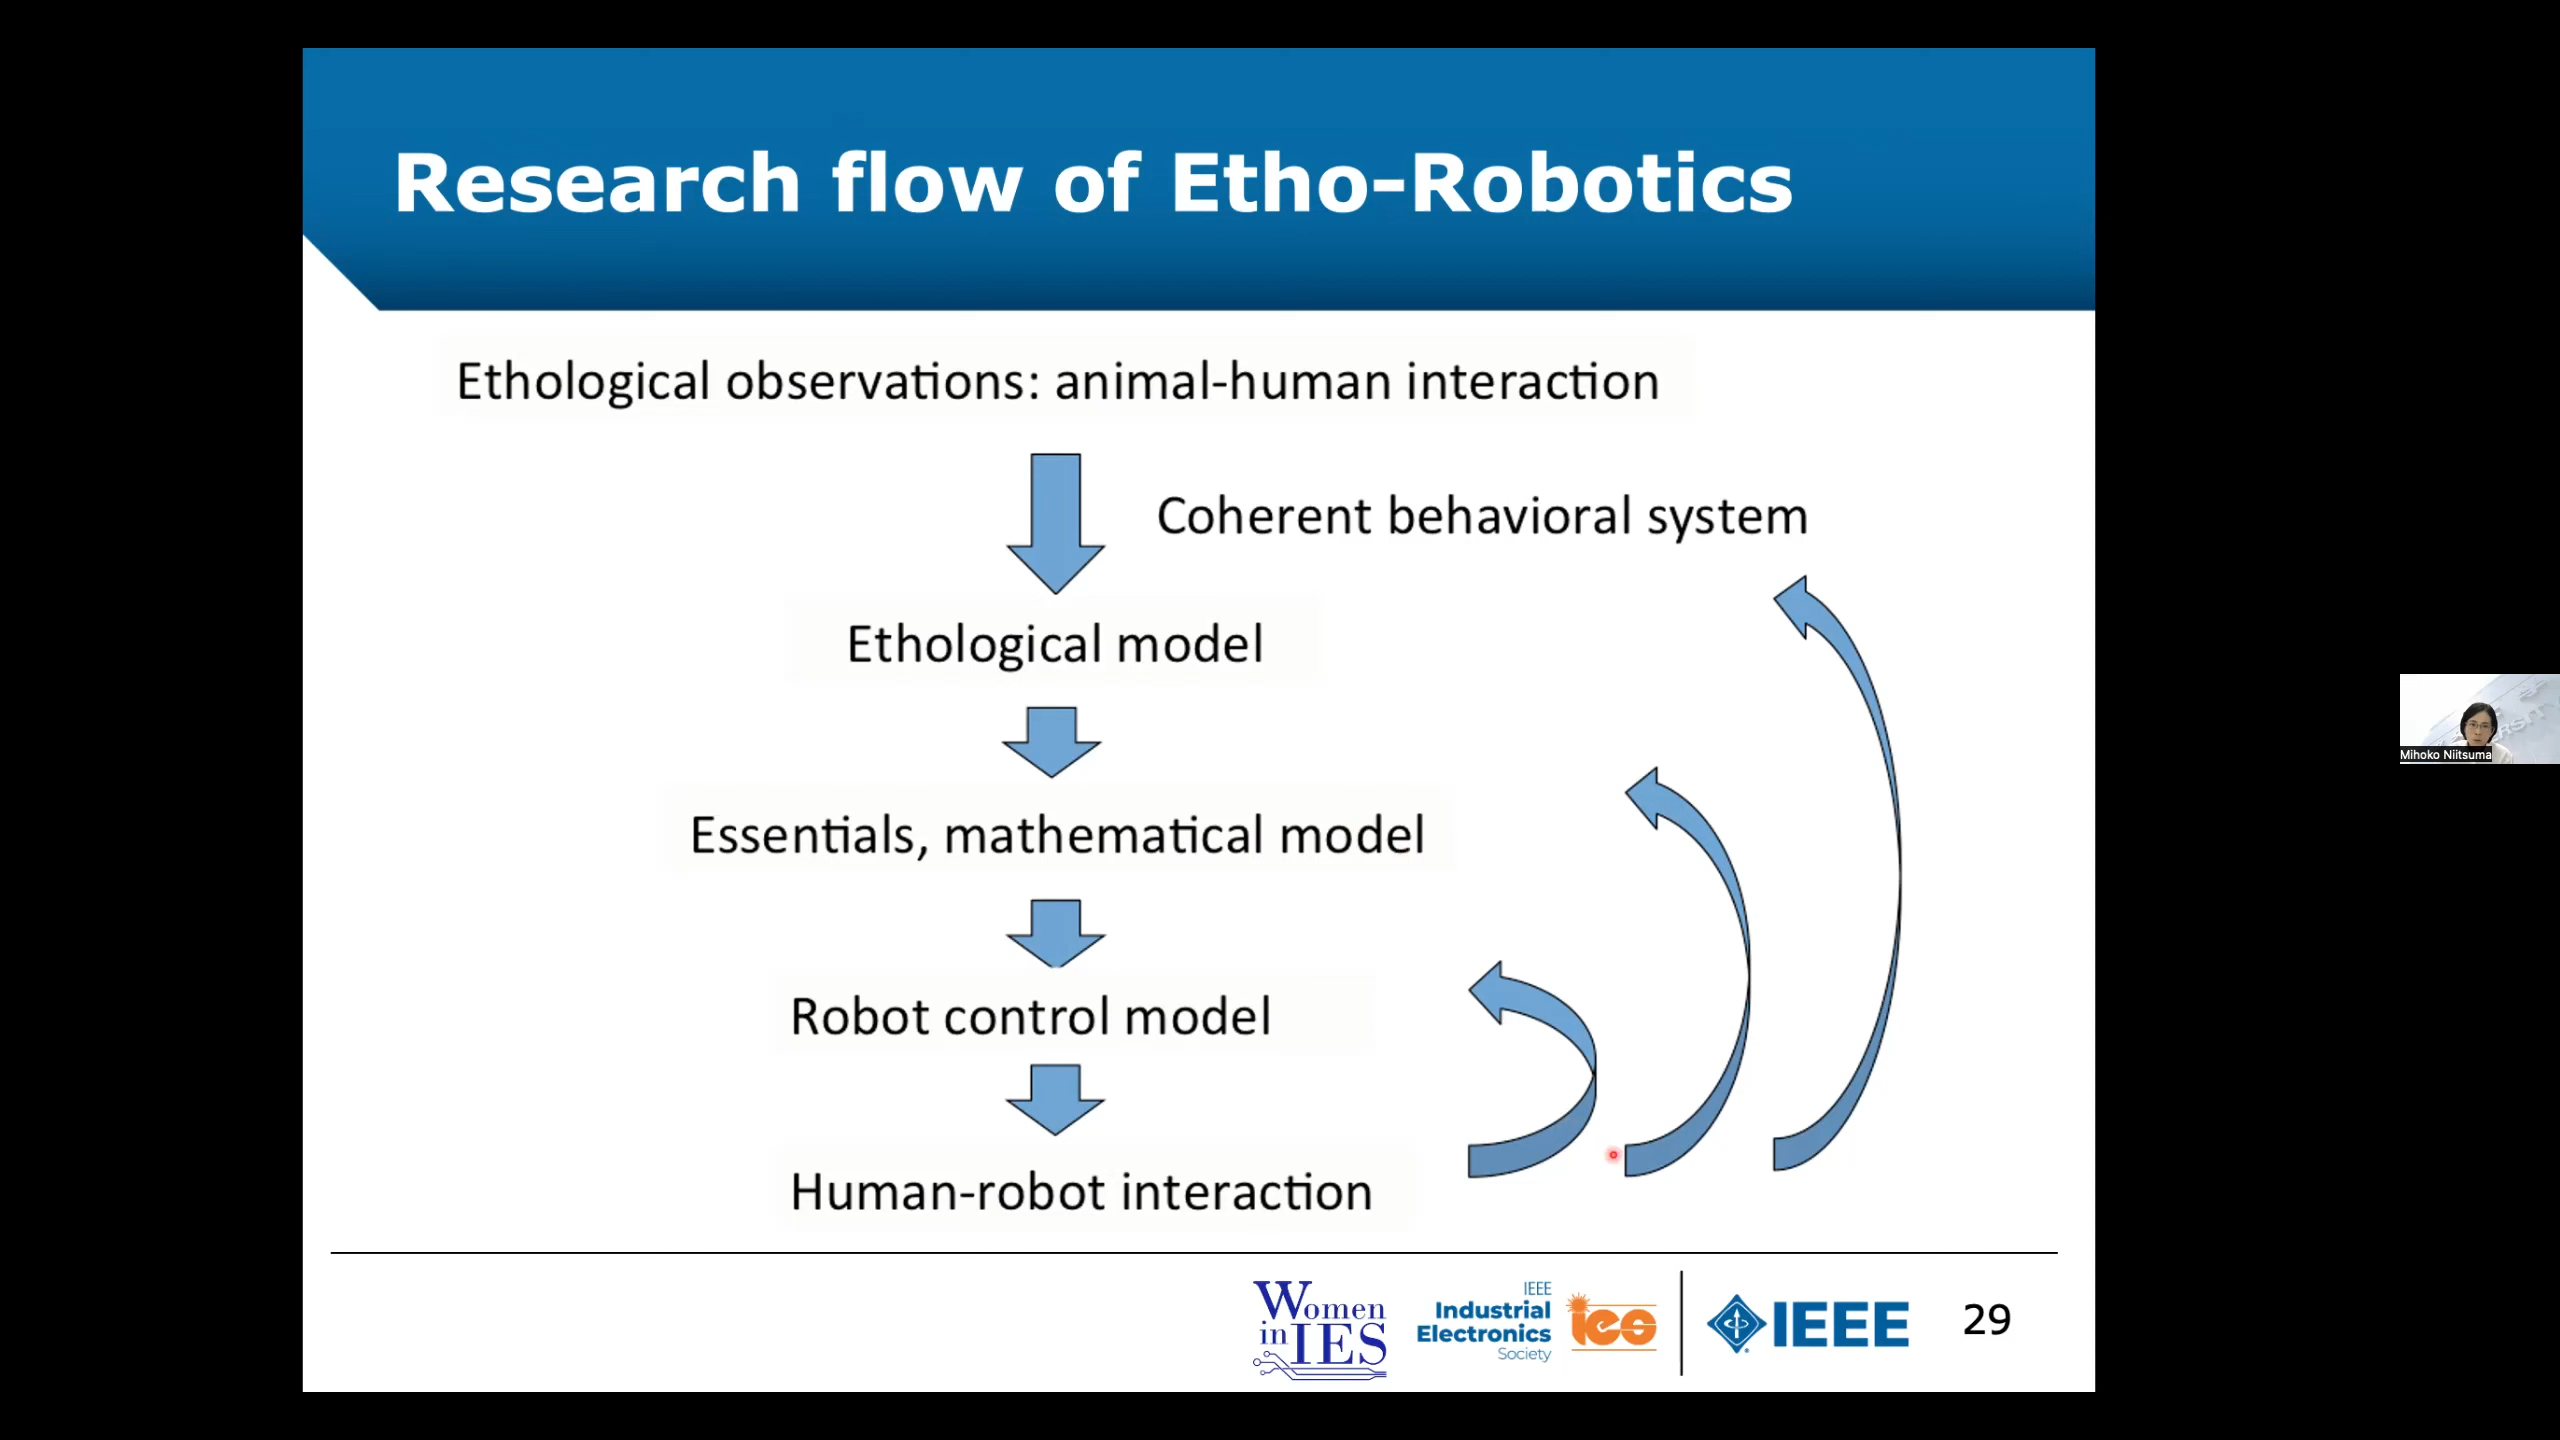 Research flow of Etho-Robotics
Ethological observations: animal-human interaction
Coherent behavioral system
Ethological model
Essentials, mathematical model
Robot control model
Human-robot interaction
Mihoko Niitsuma
Women
in IES
IEEE
Industrial
Electronics
Society
ies
IEEE
29